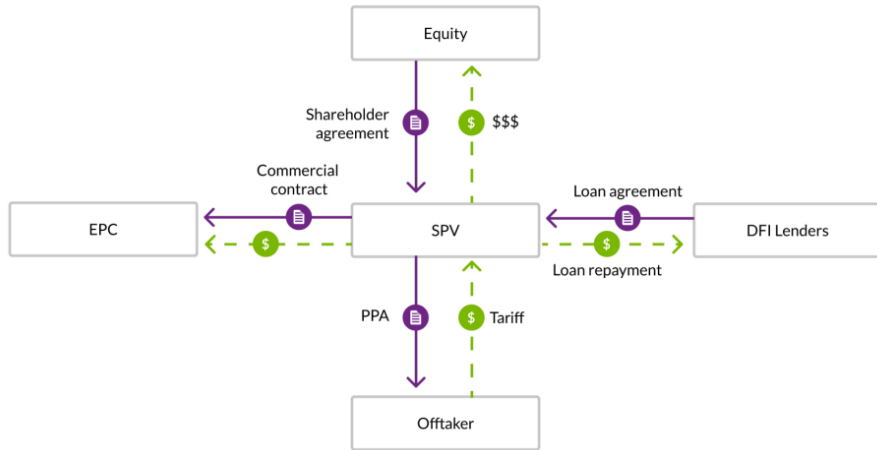 Equity
Shareholder
agreement
$ $$$
Commercial
contract
Loan agreement
EPC
SPV
DFI Lenders
$
$
Loan repayment
PPA
$ Tariff
Offtaker